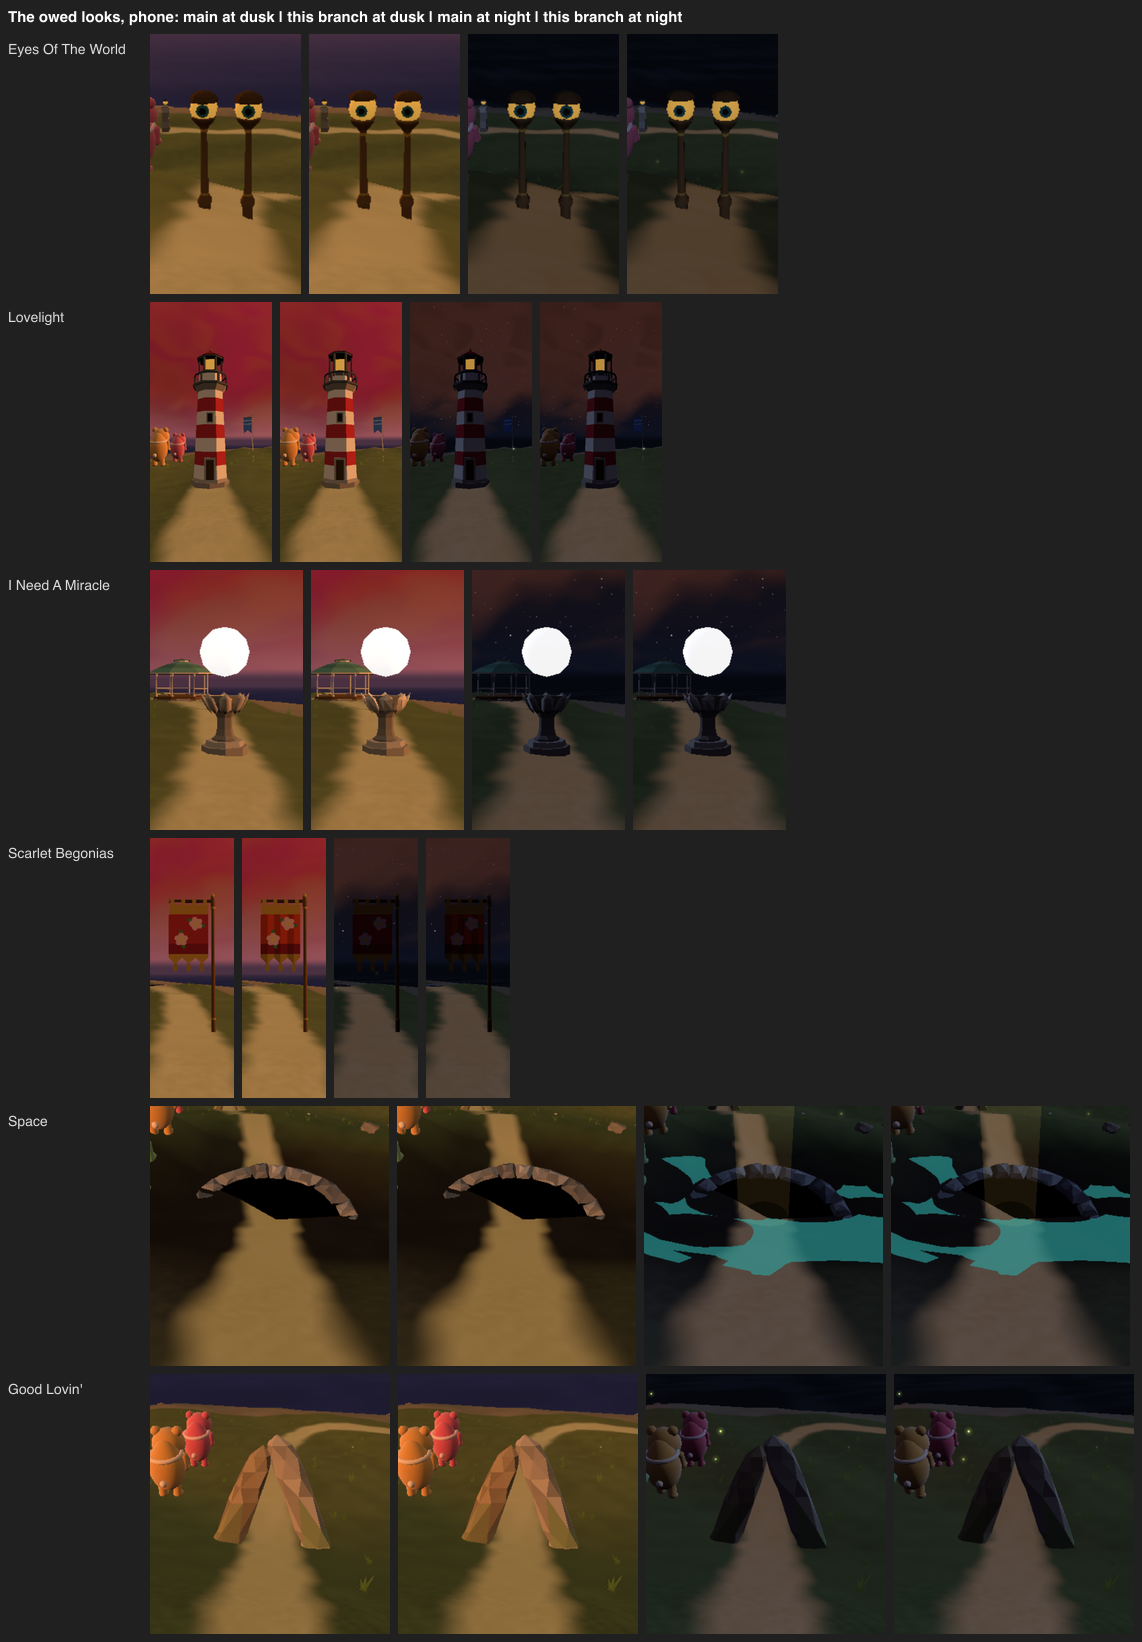 The owed looks, phone: main at dusk | this branch at dusk | main at night | this branch at night
Eyes Of The World
Lovelight
I Need A Miracle
Scarlet Begonias
Space
Good Lovin'